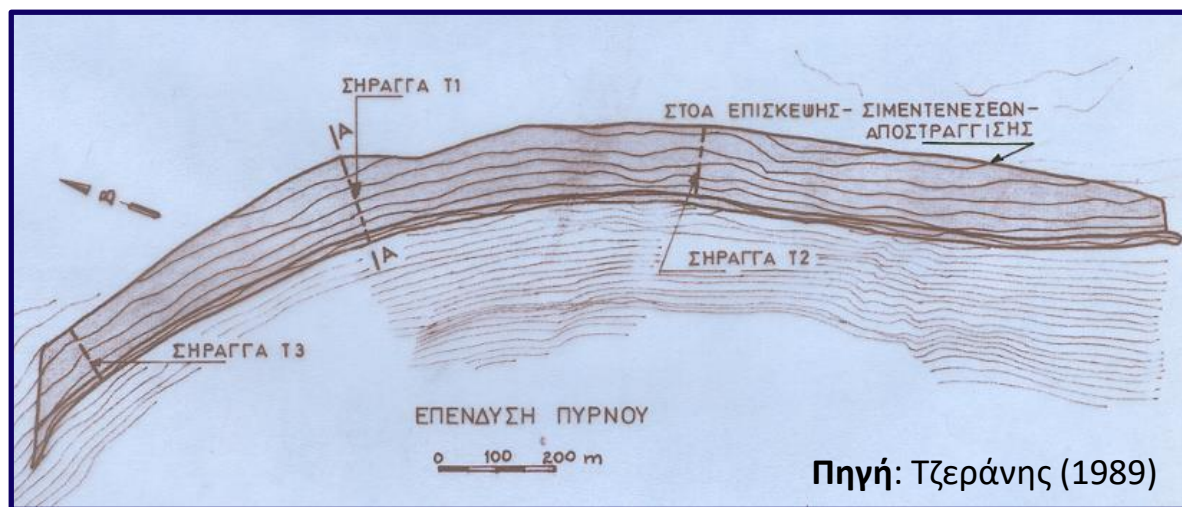 ΣΗΡΑΓΓΑ Τ1
ΣΤΟΑ ΕΠΙΣΚΕΨΗΣ- ΣΙΜΕΝΤΕΝΕΣΕΩΝ-
ΑΠΟΣΤΡΑΓΓΙΣΗΣ
Α
Β
Α
ΣΗΡΑΓΓΑ Τ2
ΣΗΡΑΓΓΑ Τ3
ΕΠΕΝΔΥΣΗ ΠΥΡΝΟΥ
0 100 200 m
Πηγή: Τζεράνης (1989)